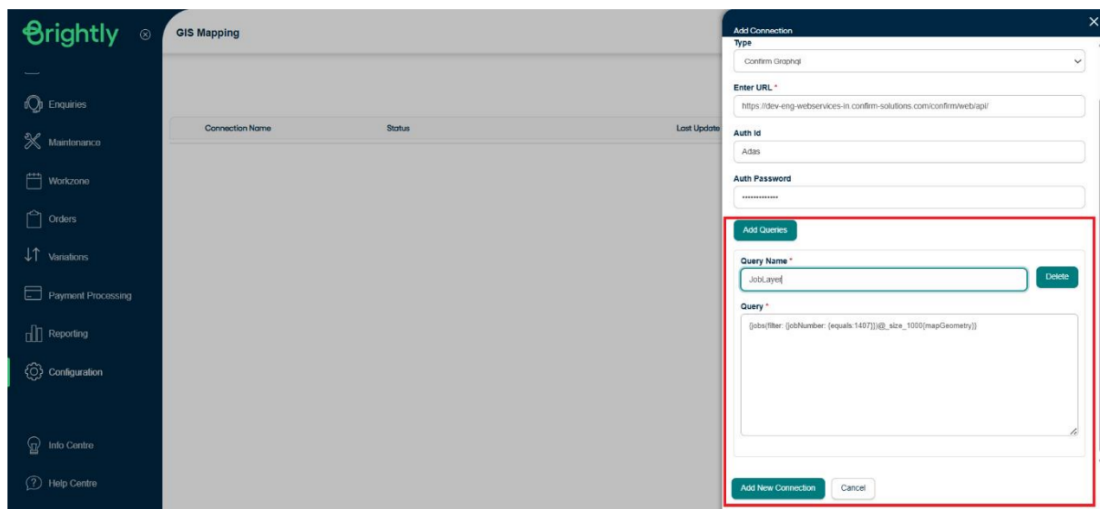 Brightly
GIS Mapping
Enquiries
Maintenance
Workzone
Orders
Variations
Payment Processing
Reporting
Configuration
Info Centre
Help Centre
Connection Name Status Last Update
Add Connection
Type
Confirm Graphql
Enter URL *
https://dev-eng-webservices-in.confirm-solutions.com/confirm/web/api/
Auth Id
Adas
Auth Password
Add Queries
Query Name *
JobLayer
Delete
Query *
{jobs(filter: {jobNumber: {equals:1407}})@_size_1000{mapGeometry}}
Add New Connection Cancel